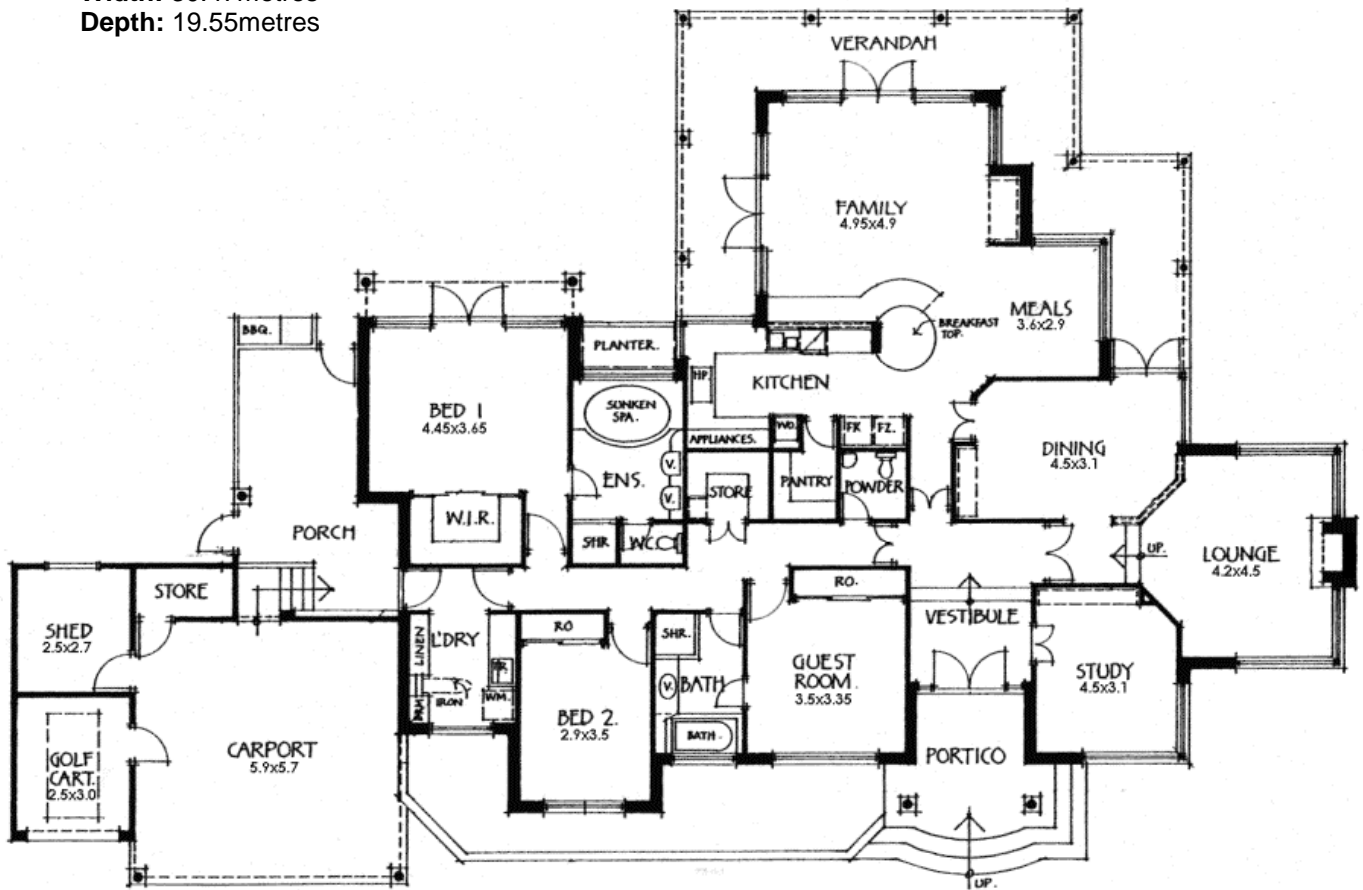 Depth: 19.55metres
VERANDAH
FAMILY
4.95x4.9
BBQ.
PLANTER.
BREAKFAST
TOP.
MEALS
3.6x2.9
HP.
KITCHEN
BED 1
4.45x3.65
SUNKEN
SPA.
APPLIANCES.
WO.
FR
FZ.
DINING
4.5x3.1
V.
ENS.
V.
STORE
PANTRY
POWDER
W.I.R.
PORCH
SHR
WC.
UP.
LOUNGE
4.2x4.5
STORE
RO.
SHED
2.5x2.7
L'DRY
LINEN
RO
SHR.
VESTIBULE
TR
IRON
WM.
BRM
V.
BATH
GUEST
ROOM.
3.5x3.35
STUDY
4.5x3.1
BED 2.
2.9x3.5
BATH.
GOLF
CART.
2.5x3.0
CARPORT
5.9x5.7
PORTICO
UP.